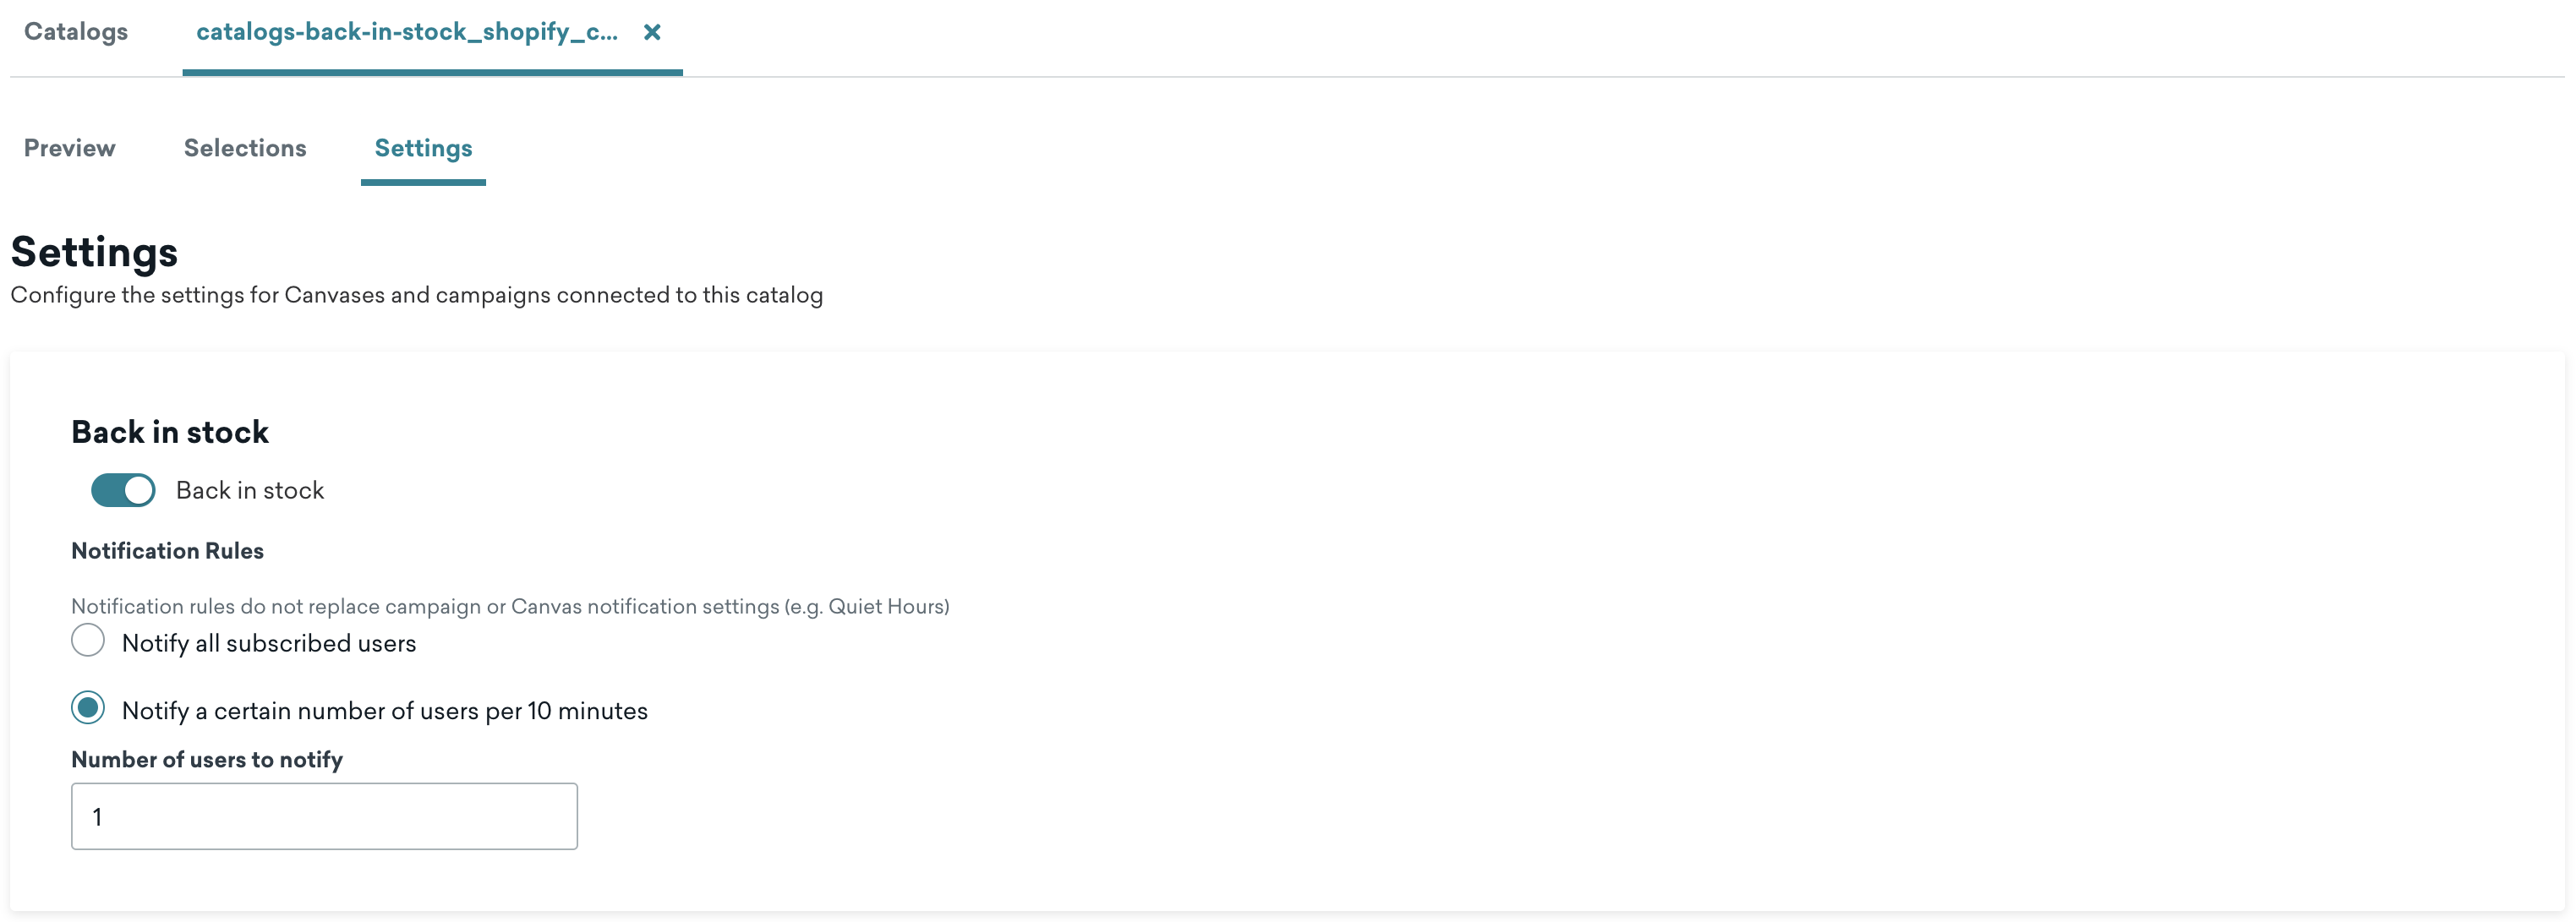 Catalogs
catalogs-back-in-stock_shopify_c...
Preview
Selections
Settings
Settings
Configure the settings for Canvases and campaigns connected to this catalog
Back in stock
Back in stock
Notification Rules
Notification rules do not replace campaign or Canvas notification settings (e.g. Quiet Hours)
Notify all subscribed users
Notify a certain number of users per 10 minutes
Number of users to notify
1